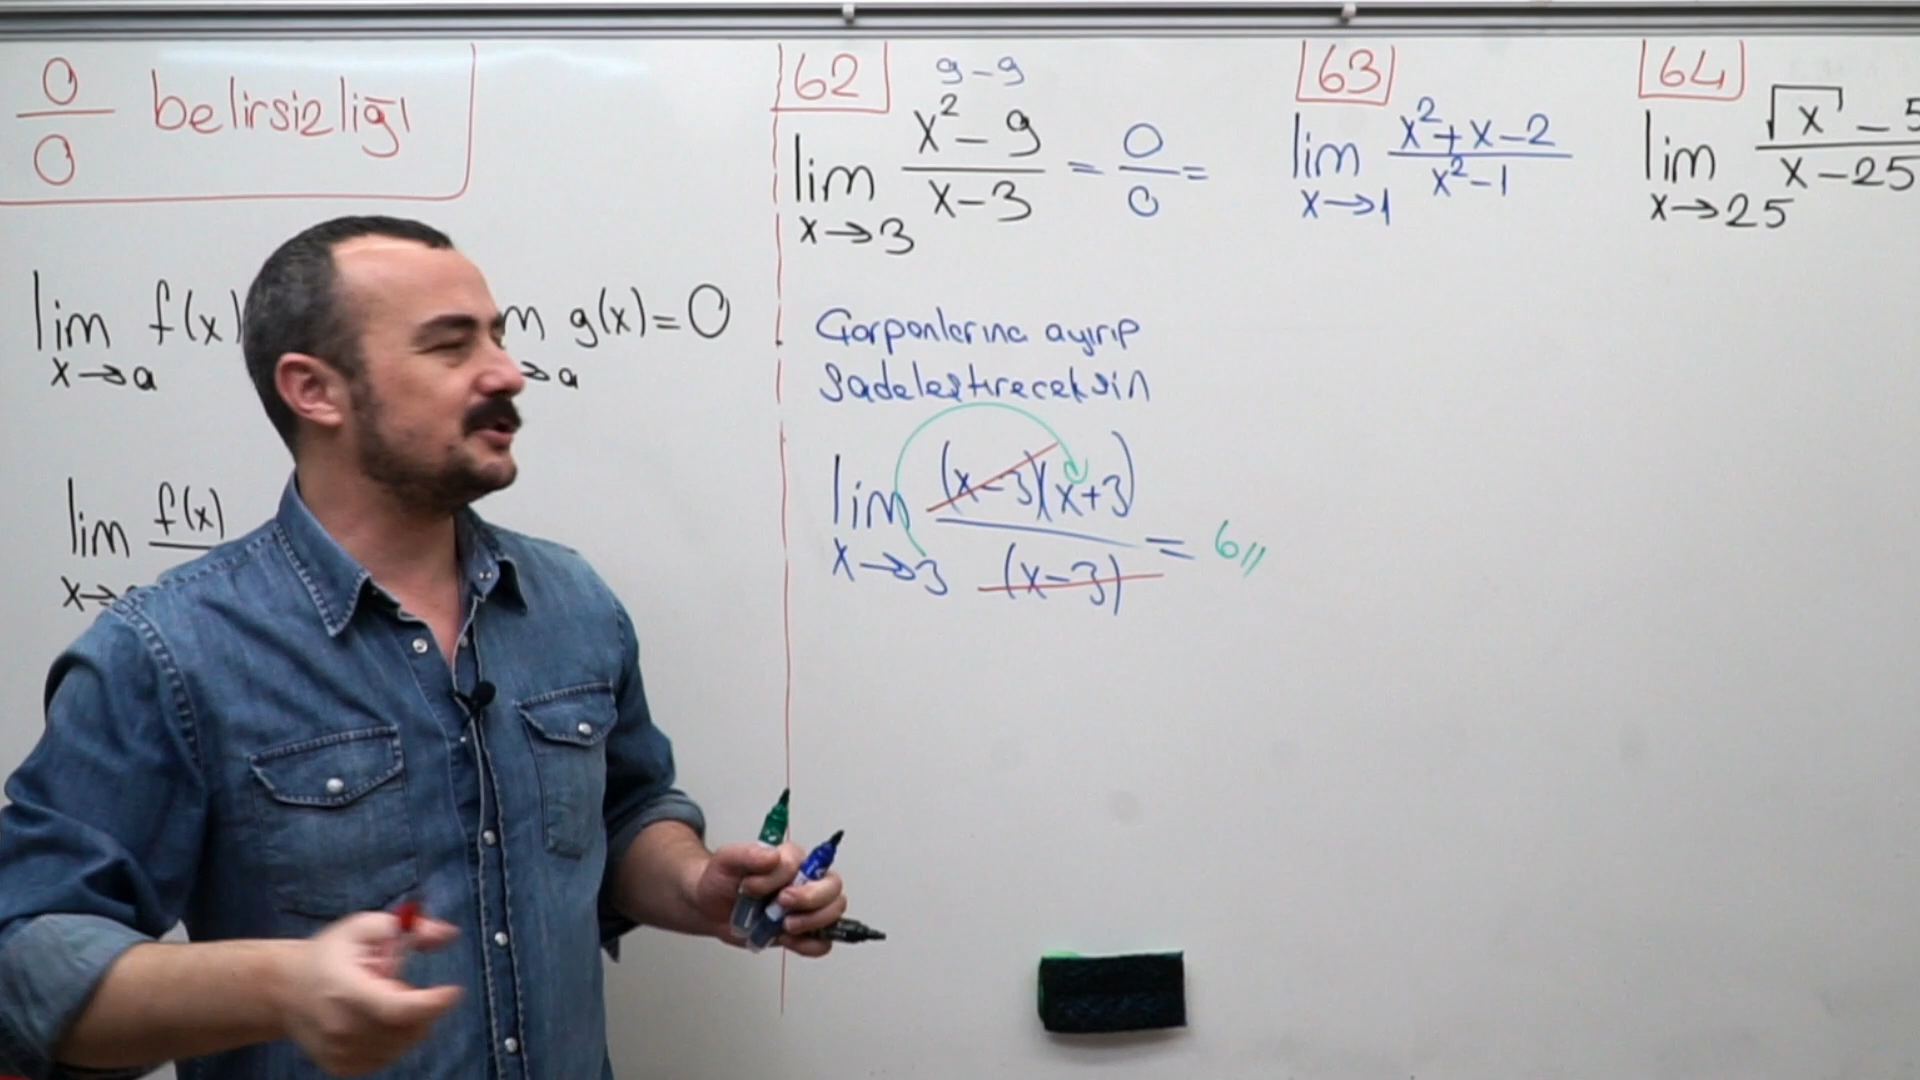 0/0 belirsizliği
lim x→a f(x)
lim x→a g(x)=0
lim f(x)
x→
62
9-9
lim x→3 (x²-9)/(x-3) = 0/0 =
Çarpanlarına ayırıp
sadeleştireceksin
lim x→3 (x-3)(x+3)/(x-3) = 6
63
lim x→1 (x²+x-2)/(x²-1)
64
lim x→25 (√x - 5)/(x-25)